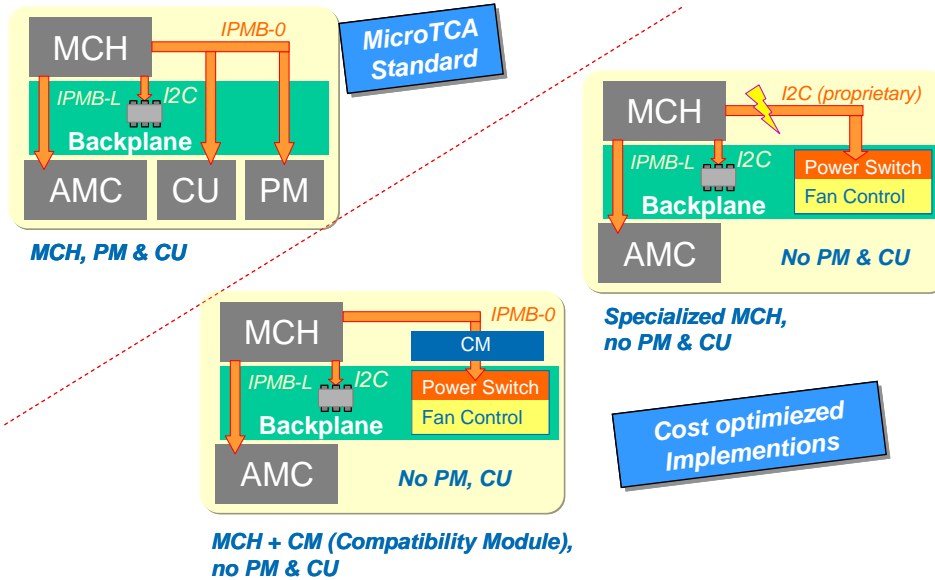 MCH
IPMB-0
IPMB-L
I2C
Backplane
AMC
CU
PM
MCH, PM & CU
MicroTCA
Standard
MCH
I2C (proprietary)
IPMB-L
I2C
Backplane
Power Switch
Fan Control
AMC
No PM & CU
Specialized MCH,
no PM & CU
MCH
IPMB-0
CM
IPMB-L
I2C
Backplane
Power Switch
Fan Control
AMC
No PM, CU
MCH + CM (Compatibility Module),
no PM & CU
Cost optimiezed
Implementions